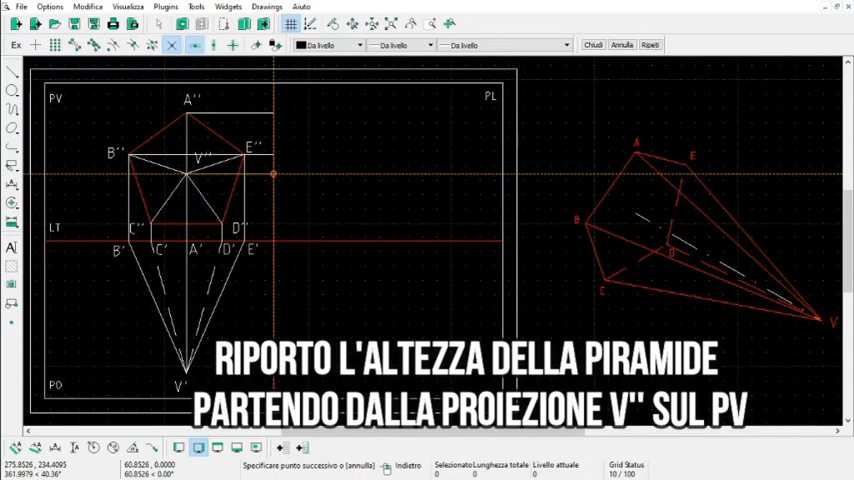 File Modifica Visualizza Plugins Tools Widgets Drawings Aiuto
Ex Da livello Da livello Da livello Chiudi Annulla Ripeti
PV PL
A''
B'' E''
V''
C'' D''
LT
B' C' A' D' E'
V'
PO
A E
B
D
C
V
RIPORTO L'ALTEZZA DELLA PIRAMIDE
PARTENDO DALLA PROIEZIONE V'' SUL PV
275.8526 , 234.4095 60.8526 , 0.0000 Specificare punto successivo o [annulla] Indietro Selezionato Lunghezza totale Livello attuale Grid Status
361.9979 < 40.36° 60.8526 < 0.00° 0 0 0 10 / 100